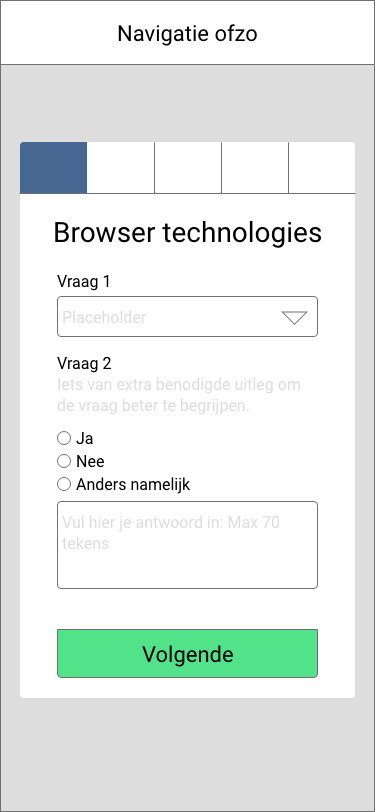 Navigatie ofzo
Browser technologies
Vraag 1
Placeholder
Vraag 2
Iets van extra benodigde uitleg om
de vraag beter te begrijpen.
Ja
Nee
Anders namelijk
Vul hier je antwoord in: Max 70
tekens
Volgende